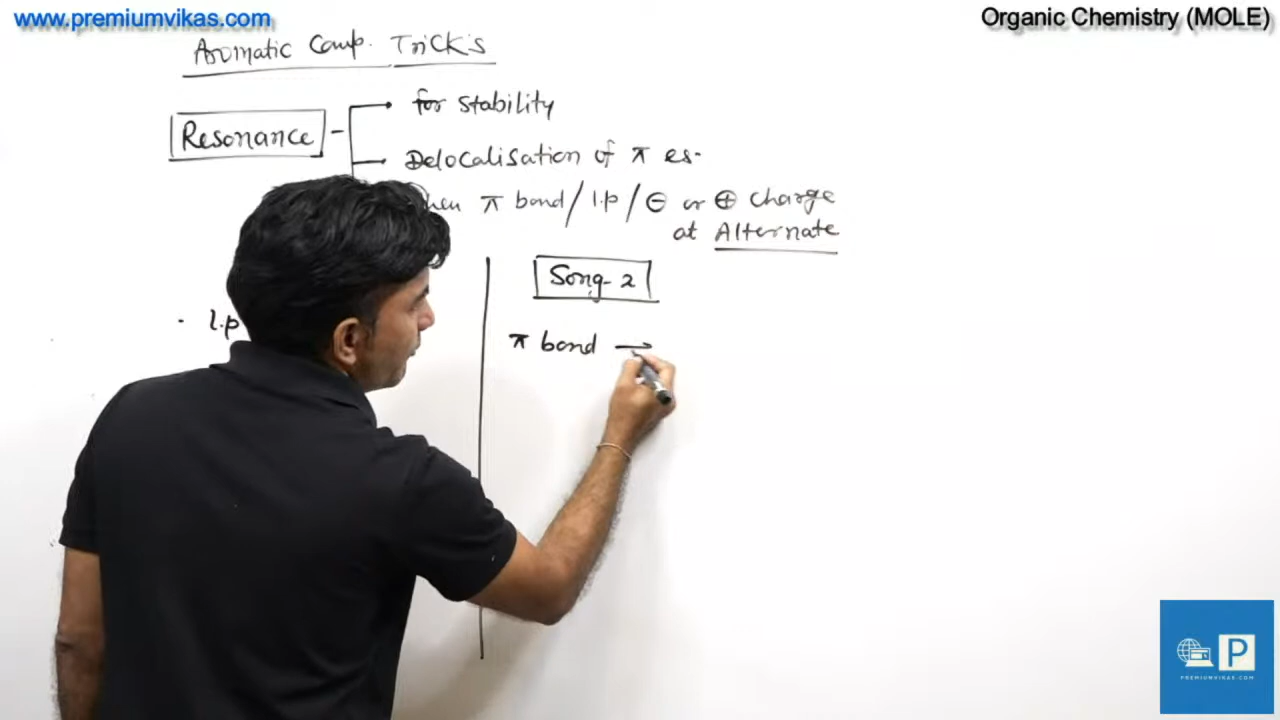 www.premiumvikas.com
Organic Chemistry (MOLE)
Aromatic Comp. Trick's
Resonance
for stability
Delocalisation of π es-
π bond / l.p / ⊖ or ⊕ charge
at Alternate
Song-2
· l.p
π bond →
P
PREMIUMVIKAS.COM